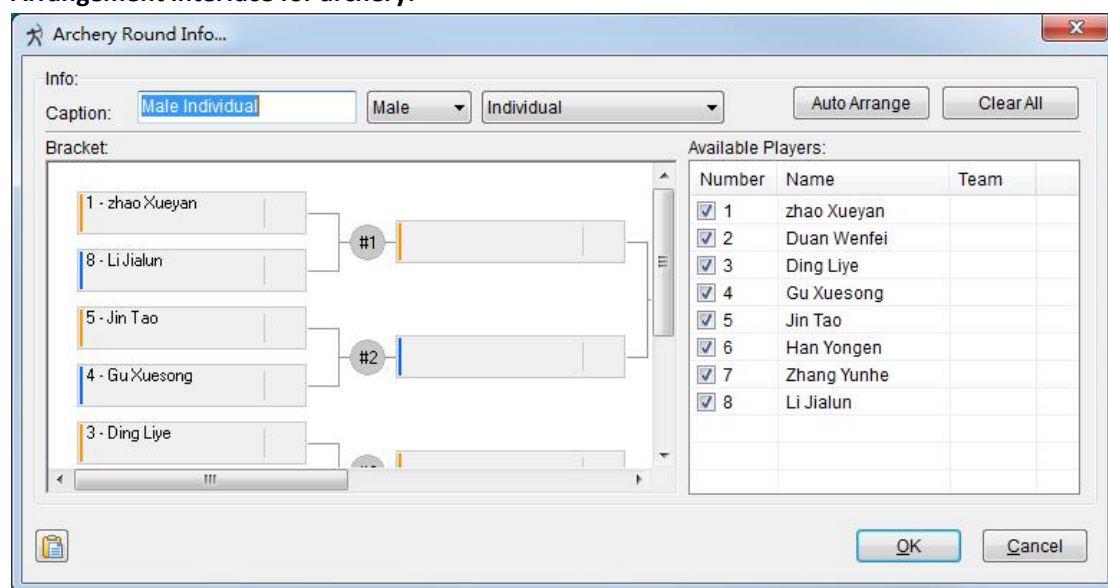 Arrangement interface for archery:
Archery Round Info...
Info:
Caption: Male Individual Male Individual Auto Arrange Clear All
Bracket:
1 - zhao Xueyan
#1
8 - Li Jialun
5 - Jin Tao
#2
4 - Gu Xuesong
3 - Ding Liye
Available Players:
Number Name Team
1 zhao Xueyan
2 Duan Wenfei
3 Ding Liye
4 Gu Xuesong
5 Jin Tao
6 Han Yongen
7 Zhang Yunhe
8 Li Jialun
OK Cancel